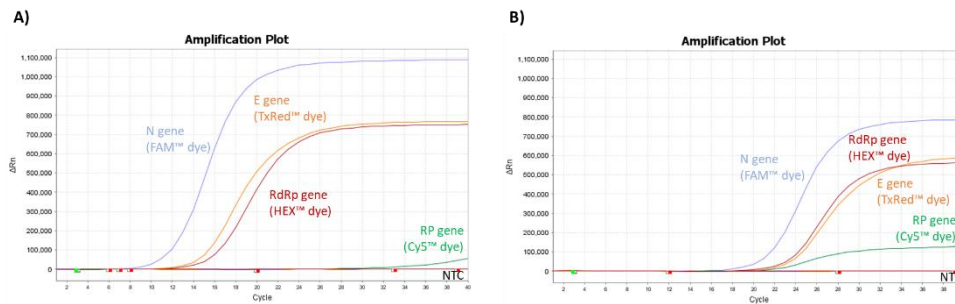 A)
Amplification Plot
1,100,000
1,000,000
900,000
800,000
700,000
600,000
500,000
400,000
300,000
200,000
100,000
0
ΔRn
N gene
(FAM™ dye)
E gene
(TxRed™ dye)
RdRp gene
(HEX™ dye)
RP gene
(Cy5™ dye)
NTC
2 4 6 8 10 12 14 16 18 20 22 24 26 28 30 32 34 36 38 40
Cycle
B)
Amplification Plot
1,100,000
1,000,000
900,000
800,000
700,000
600,000
500,000
400,000
300,000
200,000
100,000
0
ΔRn
N gene
(FAM™ dye)
RdRp gene
(HEX™ dye)
E gene
(TxRed™ dye)
RP gene
(Cy5™ dye)
NT
2 4 6 8 10 12 14 16 18 20 22 24 26 28 30 32 34 36 38
Cycle